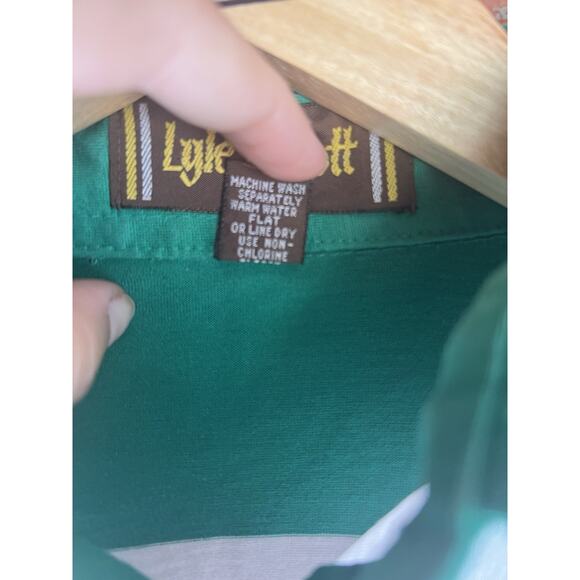 Lyle
MACHINE WASH
SEPARATELY
WARM WATER
FLAT
OR LINE DRY
USE NON-
CHLORINE